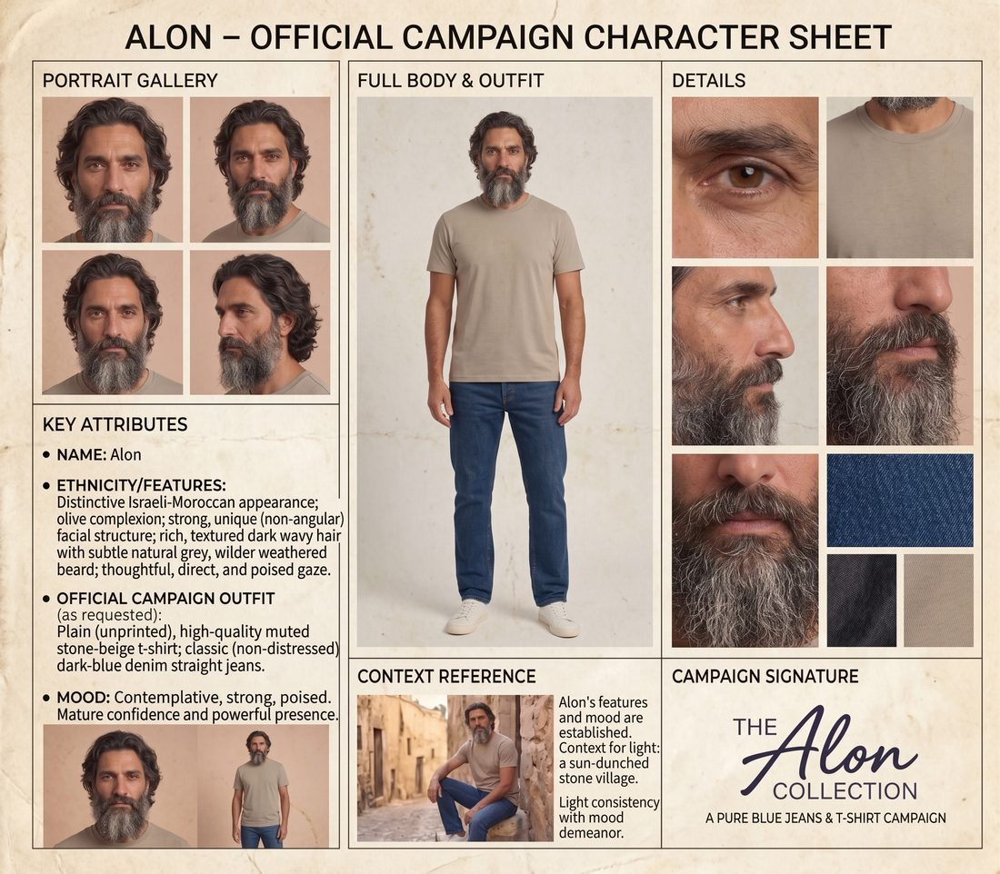 ALON – OFFICIAL CAMPAIGN CHARACTER SHEET
PORTRAIT GALLERY
KEY ATTRIBUTES
• NAME: Alon
• ETHNICITY/FEATURES:
Distinctive Israeli-Moroccan appearance;
olive complexion; strong, unique (non-angular)
facial structure; rich, textured dark wavy hair
with subtle natural grey, wilder weathered
beard; thoughtful, direct, and poised gaze.
• OFFICIAL CAMPAIGN OUTFIT
(as requested):
Plain (unprinted), high-quality muted
stone-beige t-shirt; classic (non-distressed)
dark-blue denim straight jeans.
• MOOD: Contemplative, strong, poised.
Mature confidence and powerful presence.
FULL BODY & OUTFIT
CONTEXT REFERENCE
Alon's features
and mood are
established.
Context for light:
a sun-dunched
stone village.
Light consistency
with mood
demeanor.
DETAILS
CAMPAIGN SIGNATURE
THE
Alon
COLLECTION
A PURE BLUE JEANS & T-SHIRT CAMPAIGN